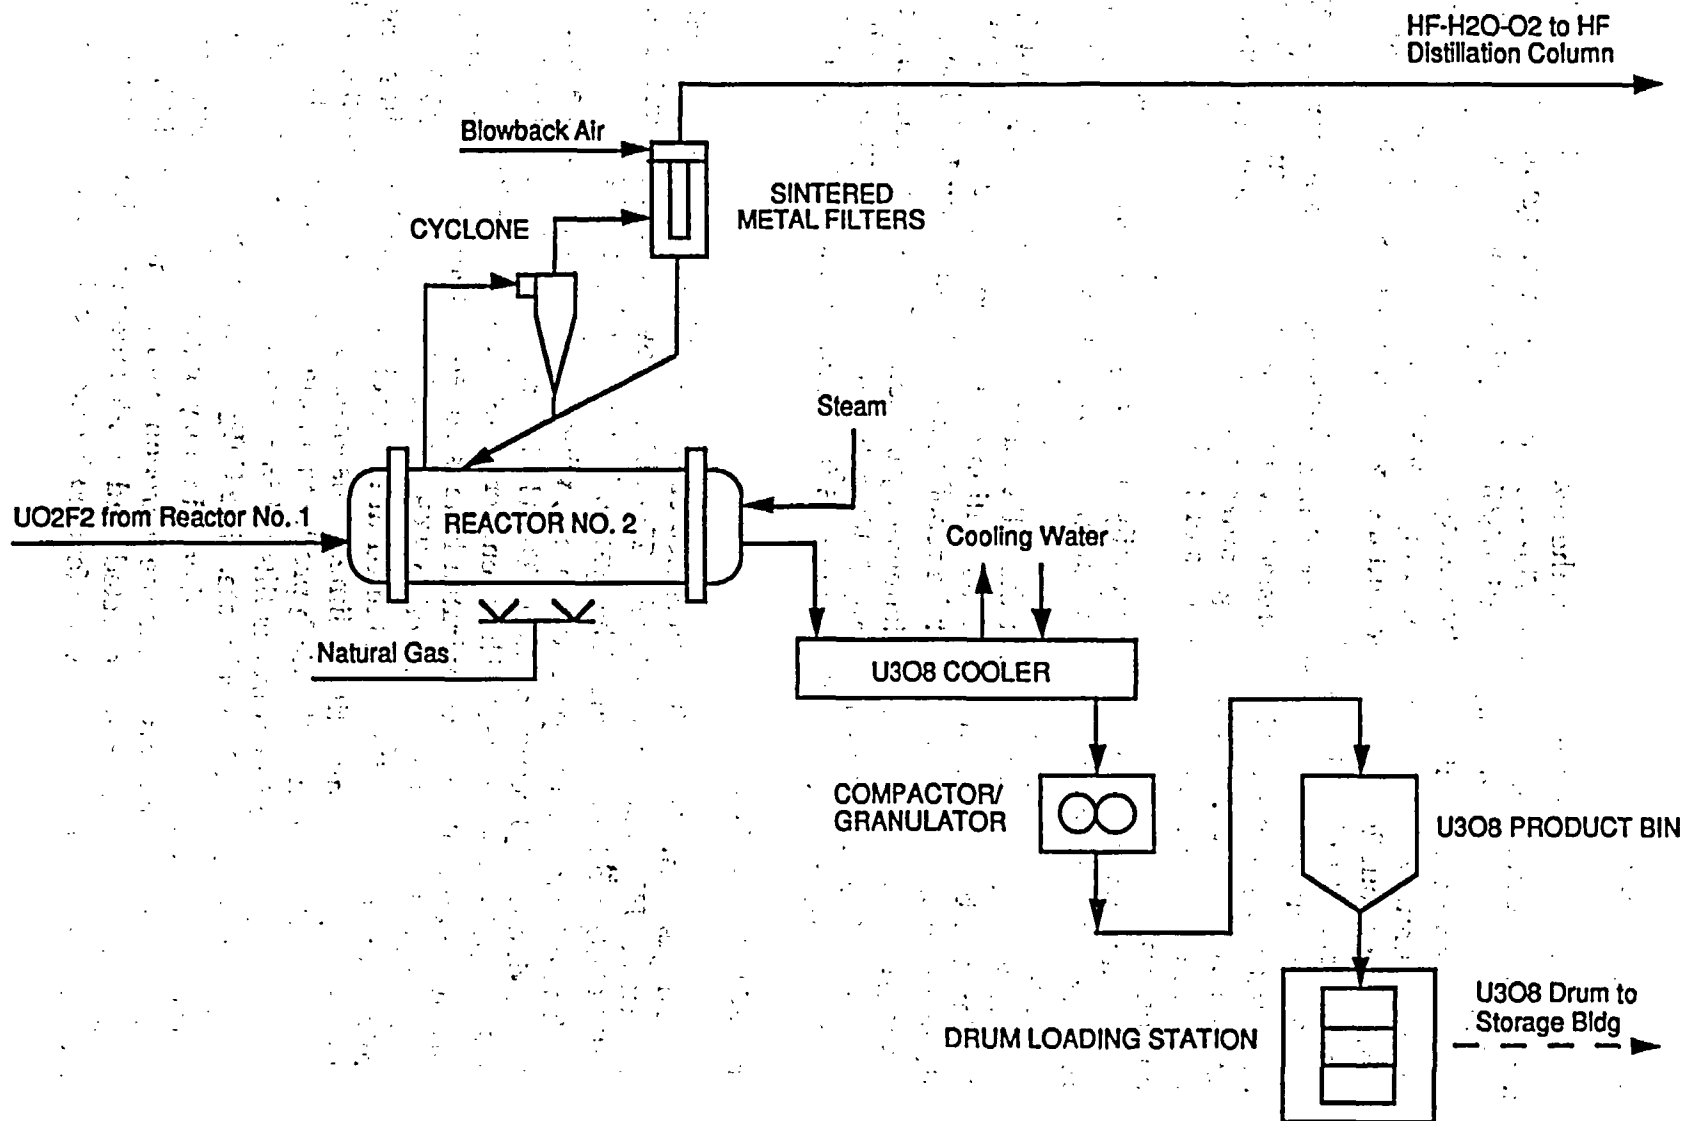 HF-H2O-O2 to HF
Distillation Column
Blowback Air
SINTERED
METAL FILTERS
CYCLONE
Steam
UO2F2 from Reactor No. 1
REACTOR NO. 2
Cooling Water
Natural Gas
U3O8 COOLER
COMPACTOR/
GRANULATOR
U3O8 PRODUCT BIN
U3O8 Drum to
Storage Bldg
DRUM LOADING STATION